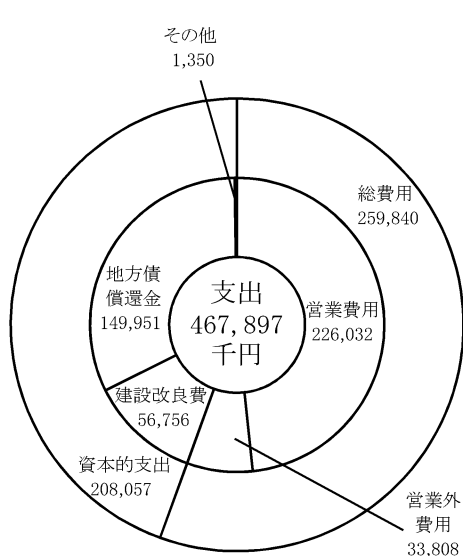 その他
1,350
総費用
259,840
地方債
償還金
149,951
支出
467,897
千円
営業費用
226,032
建設改良費
56,756
資本的支出
208,057
営業外
費用
33,808